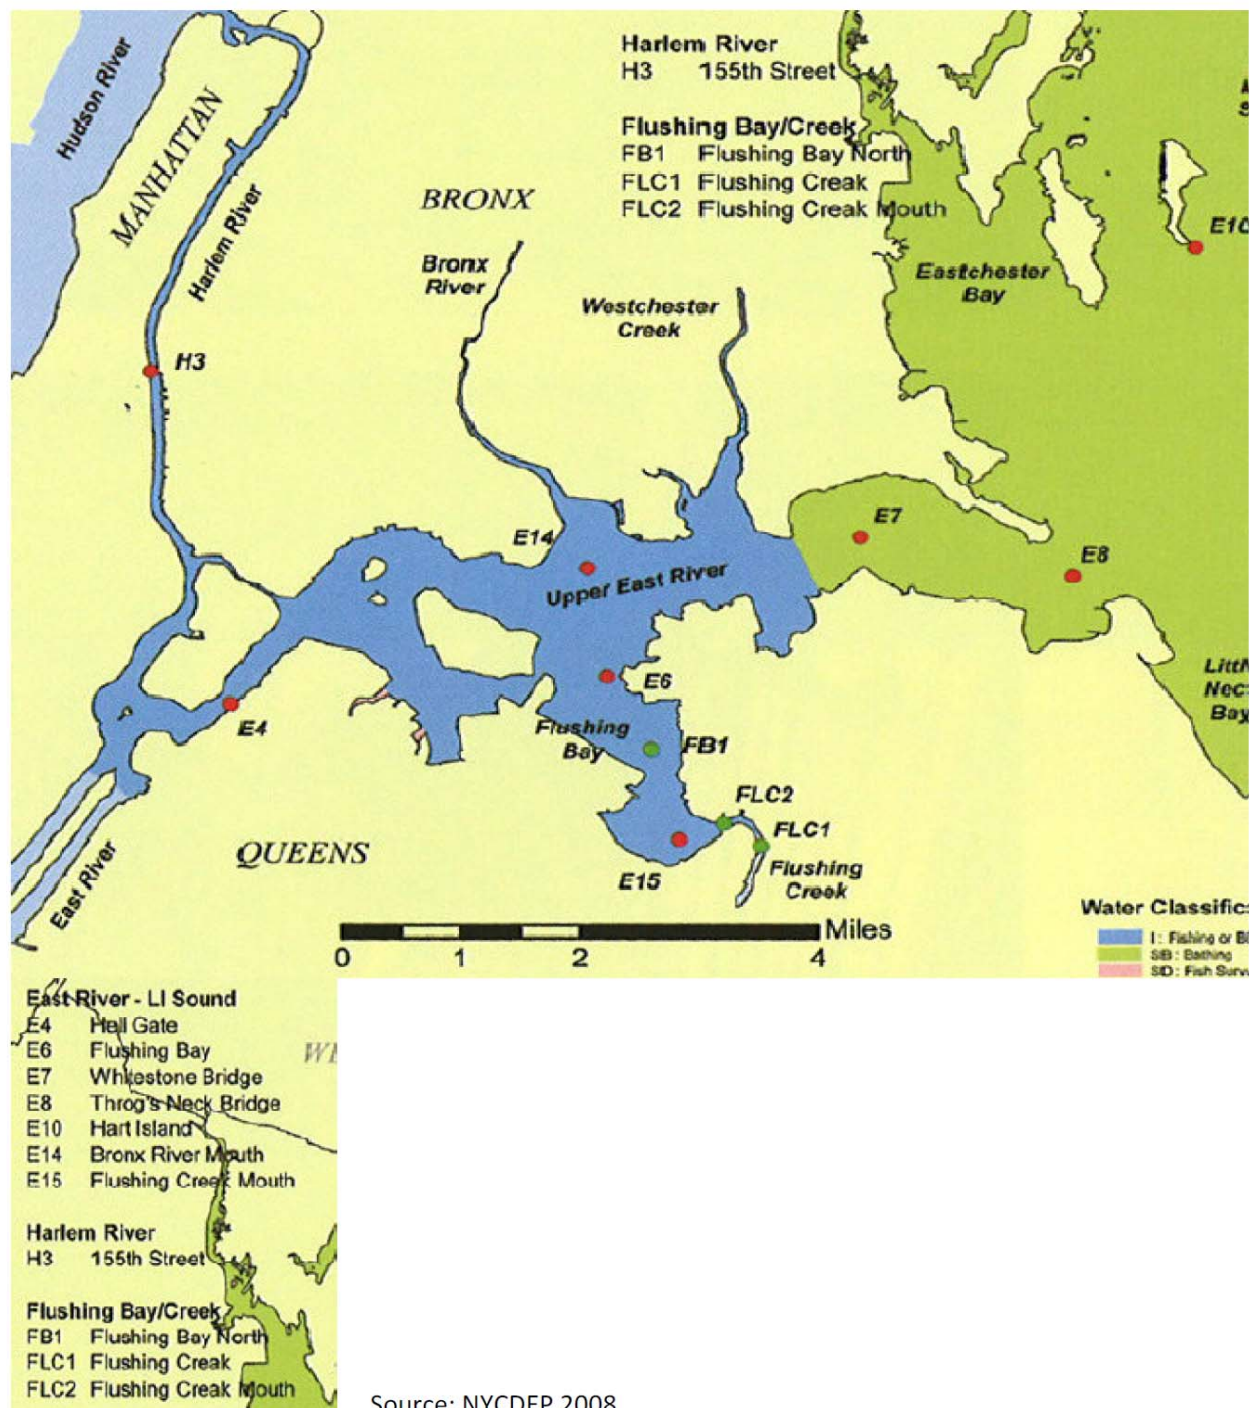 Harlem River
H3 155th Street
Flushing Bay/Creek
FB1 Flushing Bay North
FLC1 Flushing Creak
FLC2 Flushing Creak Mouth
Hudson River
MANHATTAN
Harlem River
BRONX
Bronx
River
Westchester
Creek
Eastchester
Bay
E10
H3
E14
E7
E8
Upper East River
E6
E4
Flushing
Bay
FB1
Little
Neck
Bay
FLC2
FLC1
Flushing
Creek
E15
QUEENS
East River
Miles
0 2 4
Water Classific
I : Fishing or B
SB : Bathing
SD : Fish Surv
East River - LI Sound
E4 Hell Gate
E6 Flushing Bay
E7 Whitestone Bridge
E8 Throg's Neck Bridge
E10 Hart Island
E14 Bronx River Mouth
E15 Flushing Creek Mouth
Harlem River
H3 155th Street
Flushing Bay/Creek
FB1 Flushing Bay North
FLC1 Flushing Creak
FLC2 Flushing Creak Mouth
Source: NYCDEP 2008